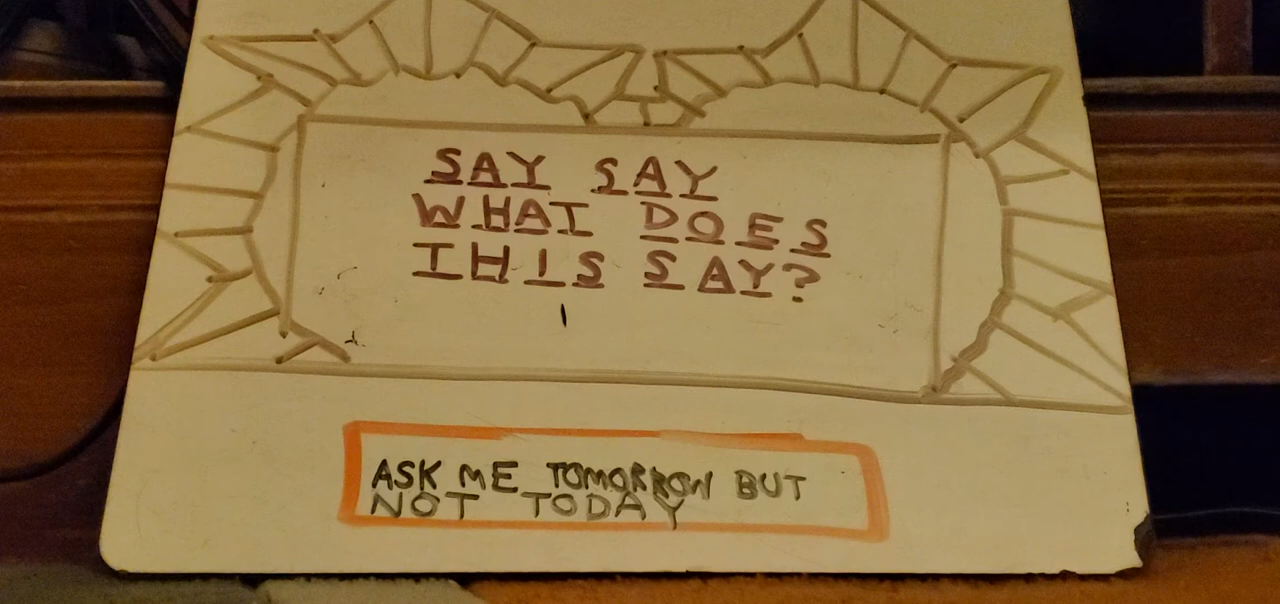 SAY SAY
WHAT DOES
THIS SAY?
ASK ME TOMORROW BUT
NOT TODAY